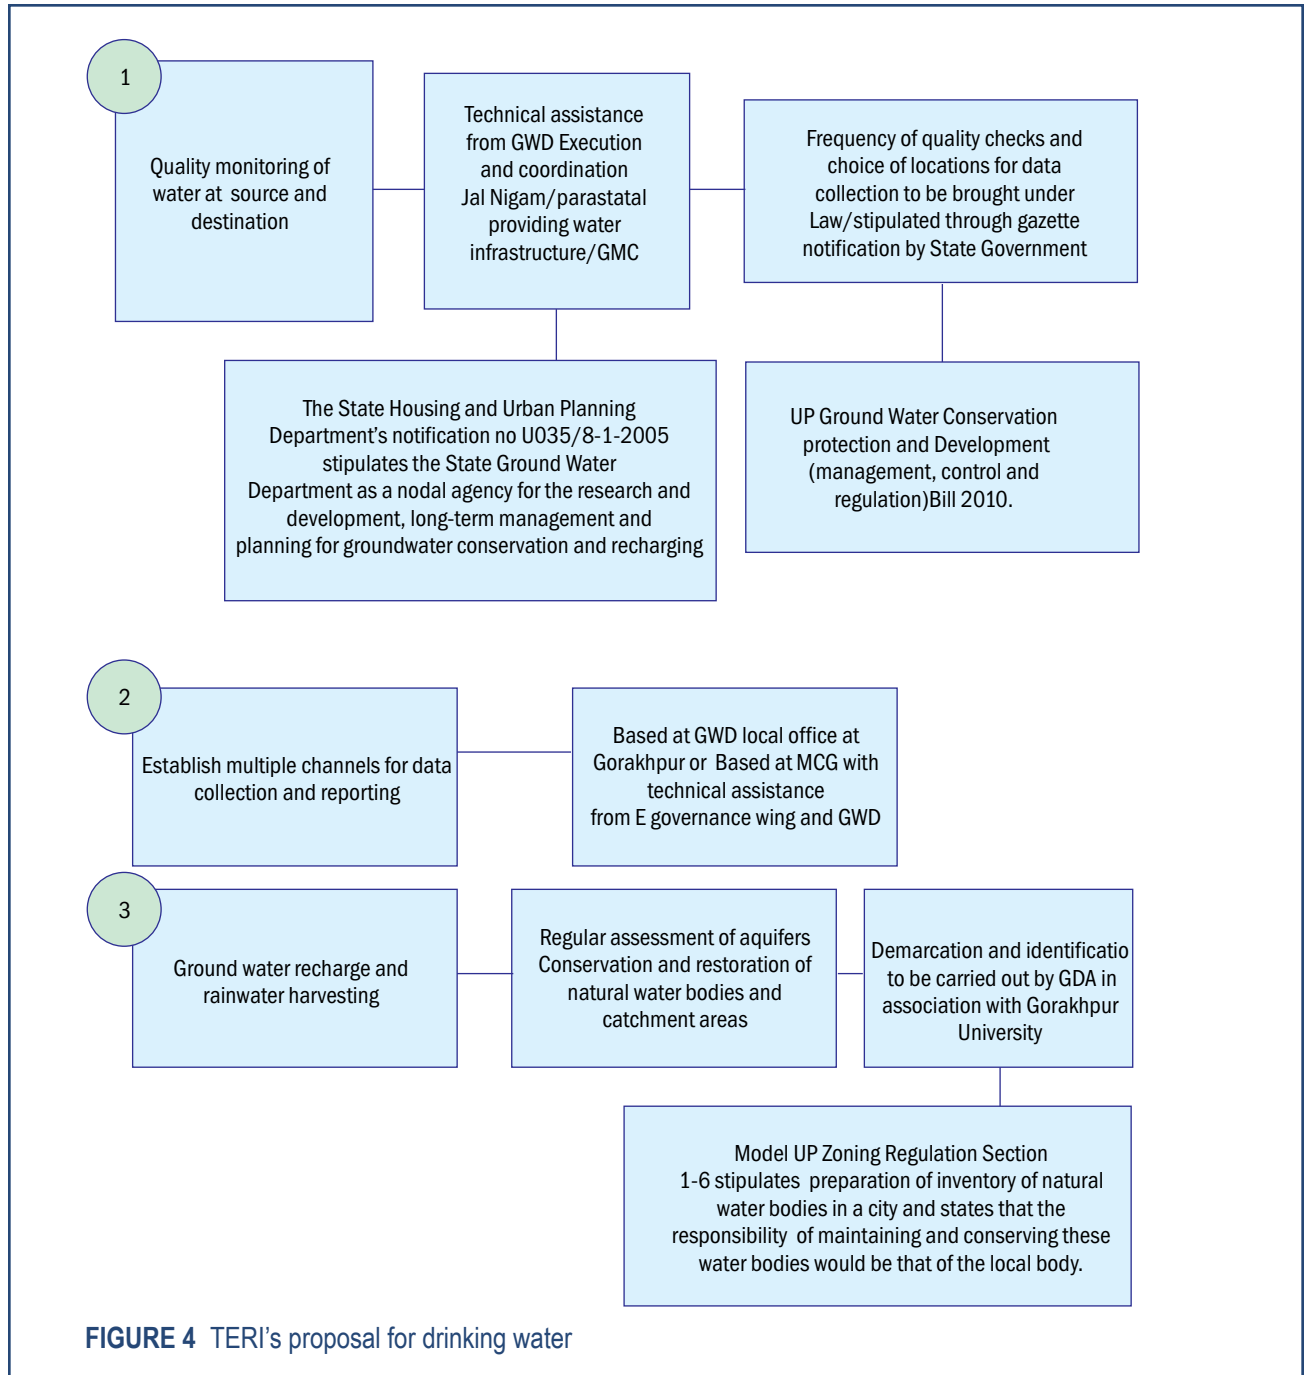 1
Quality monitoring of
water at source and
destination
Technical assistance
from GWD Execution
and coordination
Jal Nigam/parastatal
providing water
infrastructure/GMC
Frequency of quality checks and
choice of locations for data
collection to be brought under
Law/stipulated through gazette
notification by State Government
The State Housing and Urban Planning
Department's notification no U035/8-1-2005
stipulates the State Ground Water
Department as a nodal agency for the research and
development, long-term management and
planning for groundwater conservation and recharging
UP Ground Water Conservation
protection and Development
(management, control and
regulation)Bill 2010.
2
Establish multiple channels for data
collection and reporting
Based at GWD local office at
Gorakhpur or Based at MCG with
technical assistance
from E governance wing and GWD
3
Ground water recharge and
rainwater harvesting
Regular assessment of aquifers
Conservation and restoration of
natural water bodies and
catchment areas
Demarcation and identificatio
to be carried out by GDA in
association with Gorakhpur
University
Model UP Zoning Regulation Section
1-6 stipulates preparation of inventory of natural
water bodies in a city and states that the
responsibility of maintaining and conserving these
water bodies would be that of the local body.
FIGURE 4 TERI's proposal for drinking water